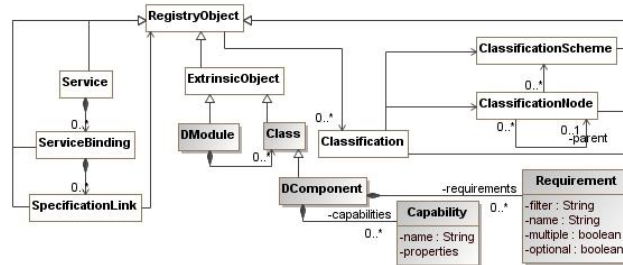 RegistryObject
ClassificationScheme
Service
ExtrinsicObject
ClassificationNode
0..*
0..*
0..*
0..1
-parent
ServiceBinding
DModule
Class
Classification
0..*
0..*
SpecificationLink
DComponent
-requirements
0..*
Requirement
-filter : String
-name : String
-multiple : boolean
-optional : boolean
-capabilities
0..*
Capability
-name : String
-properties